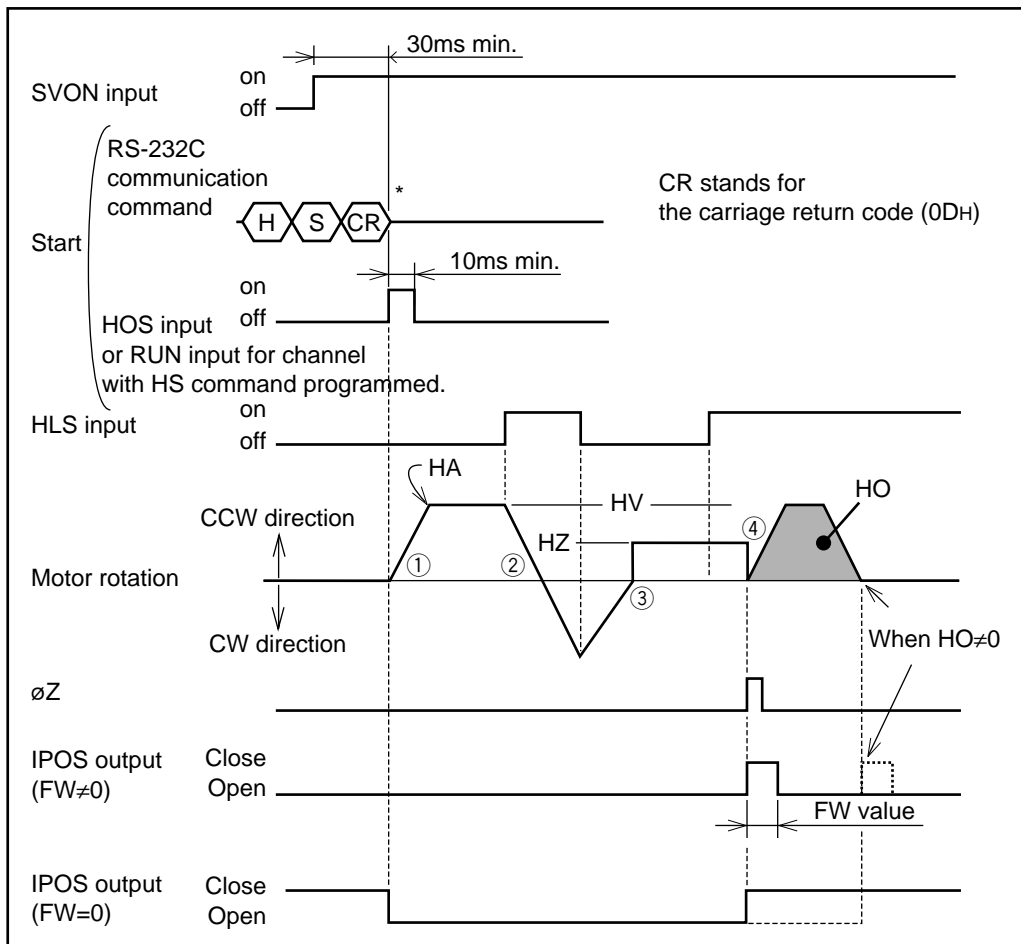 30ms min.
SVON input
on
off
RS-232C
communication
command
*
H S CR
CR stands for
the carriage return code (0DH)
Start
10ms min.
on
off
HOS input
or RUN input for channel
with HS command programmed.
HLS input
on
off
HA
HV
HO
CCW direction
HZ
④
①
②
③
Motor rotation
CW direction
When HO≠0
øZ
IPOS output
(FW≠0)
Close
Open
FW value
IPOS output
(FW=0)
Close
Open